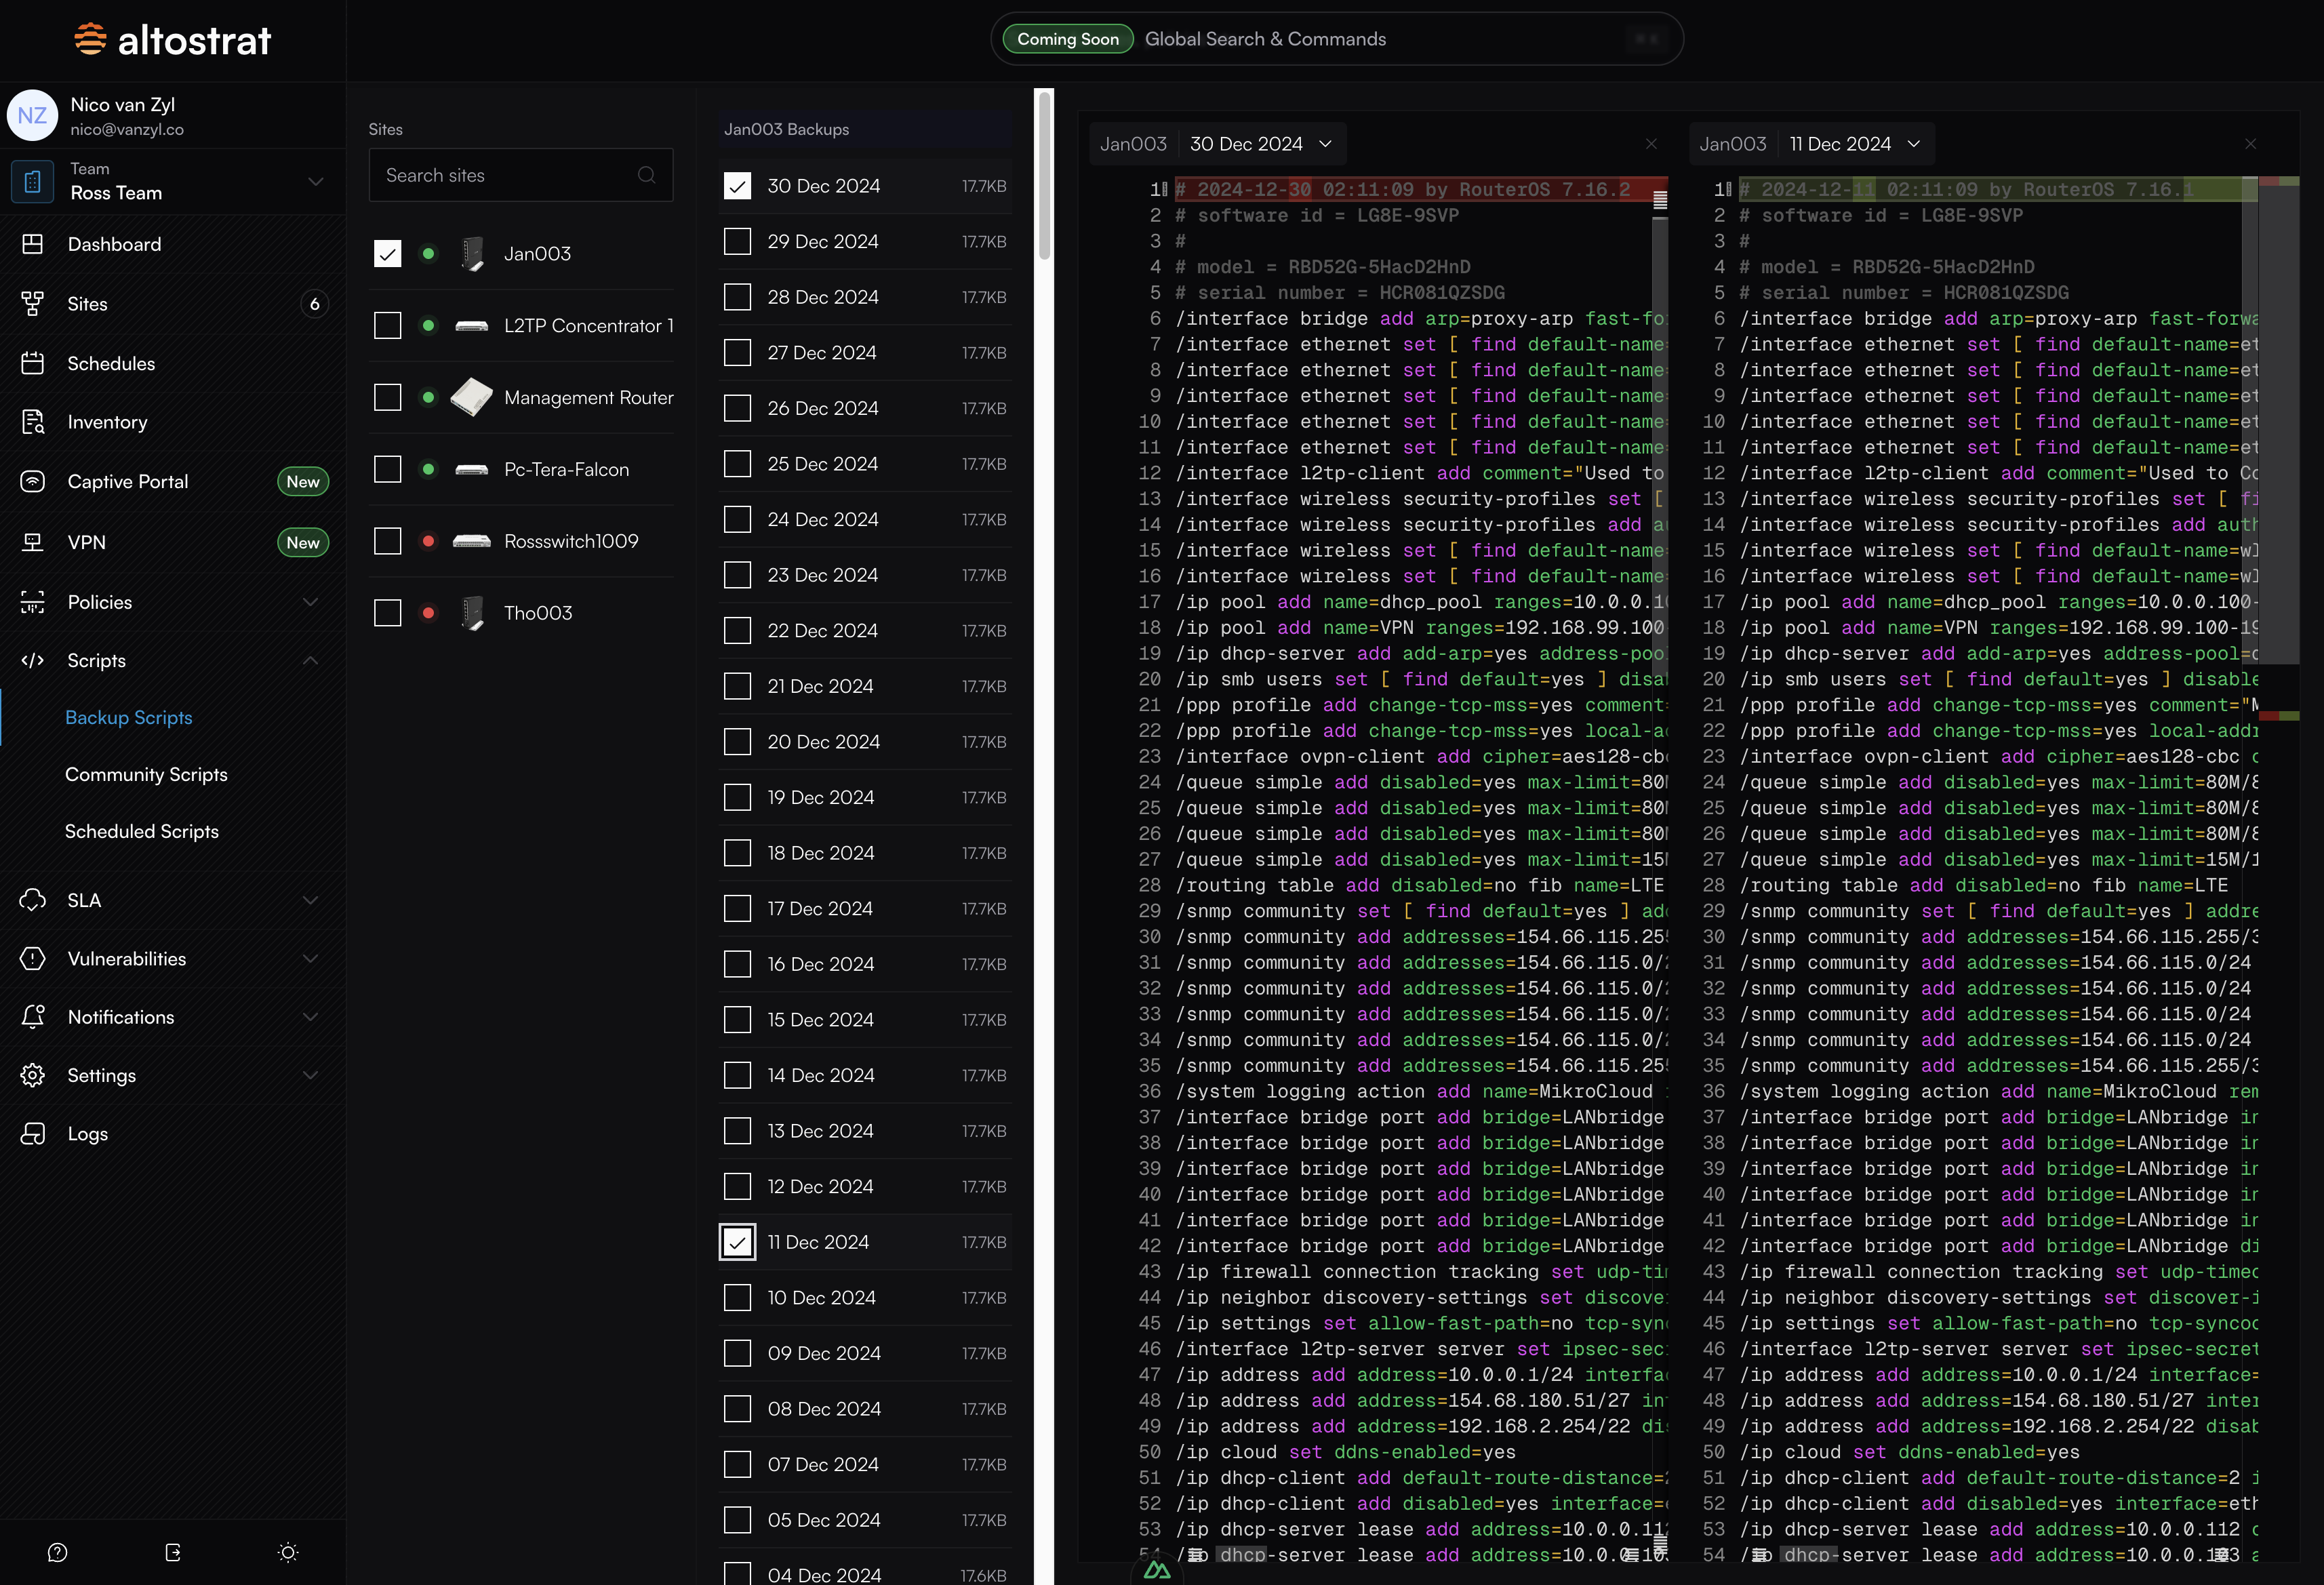 altostrat
Coming Soon Global Search & Commands
NZ
Nico van Zyl
nico@vanzyl.co
Team
Ross Team
Dashboard
Sites 6
Schedules
Inventory
Captive Portal New
VPN New
Policies
Scripts
Backup Scripts
Community Scripts
Scheduled Scripts
SLA
Vulnerabilities
Notifications
Settings
Logs
Sites
Search sites
Jan003
L2TP Concentrator 1
Management Router
Pc-Tera-Falcon
Rossswitch1009
Tho003
Jan003 Backups
30 Dec 2024 17.7KB
29 Dec 2024 17.7KB
28 Dec 2024 17.7KB
27 Dec 2024 17.7KB
26 Dec 2024 17.7KB
25 Dec 2024 17.7KB
24 Dec 2024 17.7KB
23 Dec 2024 17.7KB
22 Dec 2024 17.7KB
21 Dec 2024 17.7KB
20 Dec 2024 17.7KB
19 Dec 2024 17.7KB
18 Dec 2024 17.7KB
17 Dec 2024 17.7KB
16 Dec 2024 17.7KB
15 Dec 2024 17.7KB
14 Dec 2024 17.7KB
13 Dec 2024 17.7KB
12 Dec 2024 17.7KB
11 Dec 2024 17.7KB
10 Dec 2024 17.7KB
09 Dec 2024 17.7KB
08 Dec 2024 17.7KB
07 Dec 2024 17.7KB
05 Dec 2024 17.7KB
04 Dec 2024 17.6KB
Jan003 30 Dec 2024
1 # 2024-12-30 02:11:09 by RouterOS 7.16.2
2 # software id = LG8E-9SVP
3 #
4 # model = RBD52G-5HacD2HnD
5 # serial number = HCR081QZSDG
6 /interface bridge add arp=proxy-arp fast-fo
7 /interface ethernet set [ find default-name=
8 /interface ethernet set [ find default-name=
9 /interface ethernet set [ find default-name=
10 /interface ethernet set [ find default-name=
11 /interface ethernet set [ find default-name=
12 /interface l2tp-client add comment="Used to
13 /interface wireless security-profiles set [
14 /interface wireless security-profiles add a
15 /interface wireless set [ find default-name=
16 /interface wireless set [ find default-name=
17 /ip pool add name=dhcp_pool ranges=10.0.0.10
18 /ip pool add name=VPN ranges=192.168.99.100-
19 /ip dhcp-server add add-arp=yes address-pool
20 /ip smb users set [ find default=yes ] disa
21 /ppp profile add change-tcp-mss=yes comment=
22 /ppp profile add change-tcp-mss=yes local-a
23 /interface ovpn-client add cipher=aes128-cb
24 /queue simple add disabled=yes max-limit=80M
25 /queue simple add disabled=yes max-limit=80M
26 /queue simple add disabled=yes max-limit=80M
27 /queue simple add disabled=yes max-limit=15M
28 /routing table add disabled=no fib name=LTE
29 /snmp community set [ find default=yes ] add
30 /snmp community add addresses=154.66.115.255
31 /snmp community add addresses=154.66.115.0/2
32 /snmp community add addresses=154.66.115.0/2
33 /snmp community add addresses=154.66.115.0/2
34 /snmp community add addresses=154.66.115.0/2
35 /snmp community add addresses=154.66.115.255
36 /system logging action add name=MikroCloud
37 /interface bridge port add bridge=LANbridge
38 /interface bridge port add bridge=LANbridge
39 /interface bridge port add bridge=LANbridge
40 /interface bridge port add bridge=LANbridge
41 /interface bridge port add bridge=LANbridge
42 /interface bridge port add bridge=LANbridge
43 /ip firewall connection tracking set udp-tim
44 /ip neighbor discovery-settings set discove
45 /ip settings set allow-fast-path=no tcp-sync
46 /interface l2tp-server server set ipsec-sec
47 /ip address add address=10.0.0.1/24 interfa
48 /ip address add address=154.68.180.51/27 in
49 /ip address add address=192.168.2.254/22 di
50 /ip cloud set ddns-enabled=yes
51 /ip dhcp-client add default-route-distance=2
52 /ip dhcp-client add disabled=yes interface=
53 /ip dhcp-server lease add address=10.0.0.112
54 dhcp-server lease add address=10.0.0.
Jan003 11 Dec 2024
1 # 2024-12-11 02:11:09 by RouterOS 7.16.1
2 # software id = LG8E-9SVP
3 #
4 # model = RBD52G-5HacD2HnD
5 # serial number = HCR081QZSDG
6 /interface bridge add arp=proxy-arp fast-forwa
7 /interface ethernet set [ find default-name=et
8 /interface ethernet set [ find default-name=et
9 /interface ethernet set [ find default-name=et
10 /interface ethernet set [ find default-name=et
11 /interface ethernet set [ find default-name=et
12 /interface l2tp-client add comment="Used to Co
13 /interface wireless security-profiles set [ fi
14 /interface wireless security-profiles add auth
15 /interface wireless set [ find default-name=wl
16 /interface wireless set [ find default-name=wl
17 /ip pool add name=dhcp_pool ranges=10.0.0.100-
18 /ip pool add name=VPN ranges=192.168.99.100-19
19 /ip dhcp-server add add-arp=yes address-pool=
20 /ip smb users set [ find default=yes ] disable
21 /ppp profile add change-tcp-mss=yes comment="M
22 /ppp profile add change-tcp-mss=yes local-addr
23 /interface ovpn-client add cipher=aes128-cbc
24 /queue simple add disabled=yes max-limit=80M/8
25 /queue simple add disabled=yes max-limit=80M/8
26 /queue simple add disabled=yes max-limit=80M/8
27 /queue simple add disabled=yes max-limit=15M/1
28 /routing table add disabled=no fib name=LTE
29 /snmp community set [ find default=yes ] addre
30 /snmp community add addresses=154.66.115.255/3
31 /snmp community add addresses=154.66.115.0/24
32 /snmp community add addresses=154.66.115.0/24
33 /snmp community add addresses=154.66.115.0/24
34 /snmp community add addresses=154.66.115.0/24
35 /snmp community add addresses=154.66.115.255/3
36 /system logging action add name=MikroCloud rem
37 /interface bridge port add bridge=LANbridge in
38 /interface bridge port add bridge=LANbridge in
39 /interface bridge port add bridge=LANbridge in
40 /interface bridge port add bridge=LANbridge in
41 /interface bridge port add bridge=LANbridge in
42 /interface bridge port add bridge=LANbridge di
43 /ip firewall connection tracking set udp-timeo
44 /ip neighbor discovery-settings set discover-i
45 /ip settings set allow-fast-path=no tcp-syncoo
46 /interface l2tp-server server set ipsec-secret
47 /ip address add address=10.0.0.1/24 interface=
48 /ip address add address=154.68.180.51/27 inter
49 /ip address add address=192.168.2.254/22 disab
50 /ip cloud set ddns-enabled=yes
51 /ip dhcp-client add default-route-distance=2 i
52 /ip dhcp-client add disabled=yes interface=eth
53 /ip dhcp-server lease add address=10.0.0.112
54 dhcp-server lease add address=10.0.0.